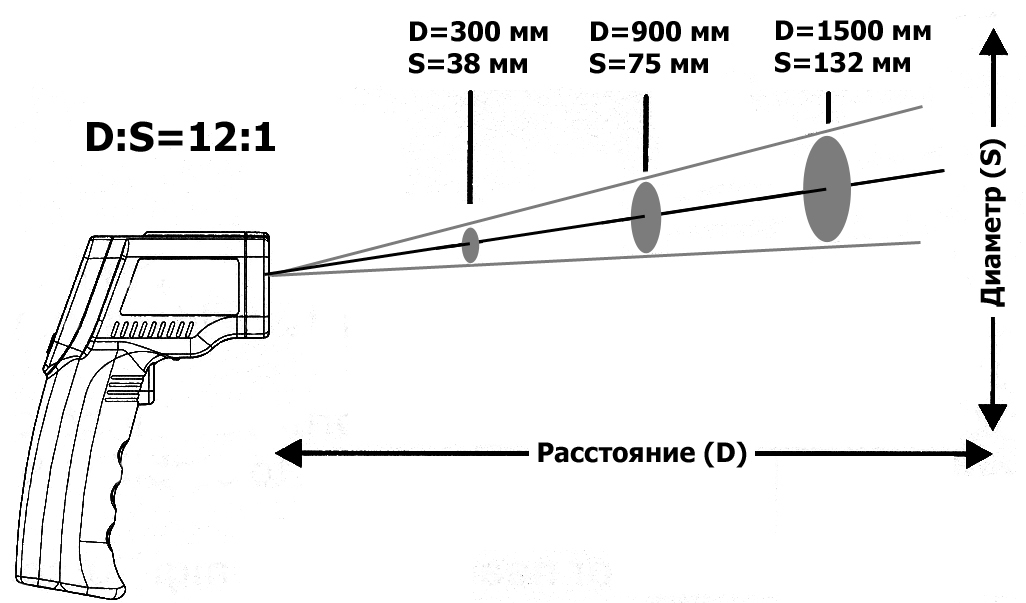 D=300 мм
S=38 мм
D=900 мм
S=75 мм
D=1500 мм
S=132 мм
D:S=12:1
Диаметр (S)
Расстояние (D)